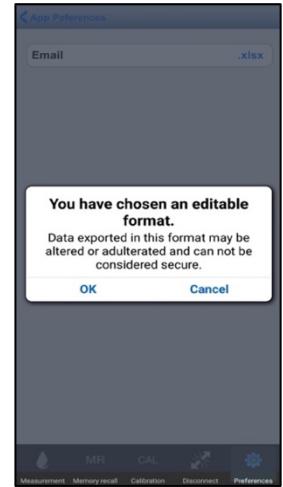 App Preferences
Email .xlsx
You have chosen an editable
format.
Data exported in this format may be
altered or adulterated and can not be
considered secure.
OK Cancel
MR CAL
Measurement Memory recall Calibration Disconnect Preferences